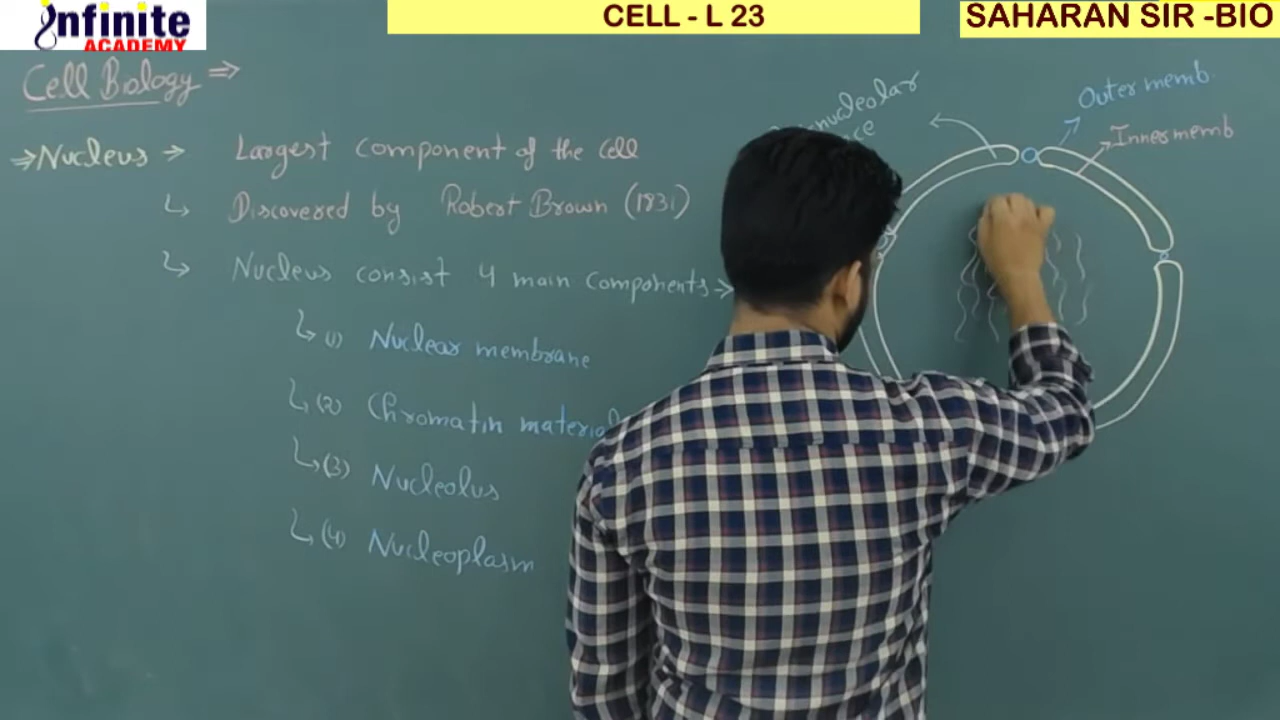 infinite
ACADEMY
CELL - L 23
SAHARAN SIR -BIO
Cell Biology ⇒
⇒Nucleus → Largest component of the cell
↳ Discovered by Robert Brown (1831)
↳ Nucleus consist 4 main components →
↳ (1) Nuclear membrane
↳ (2) Chromatin material
↳ (3) Nucleolus
↳ (4) Nucleoplasm
nucleolar
Outer memb.
Inner memb